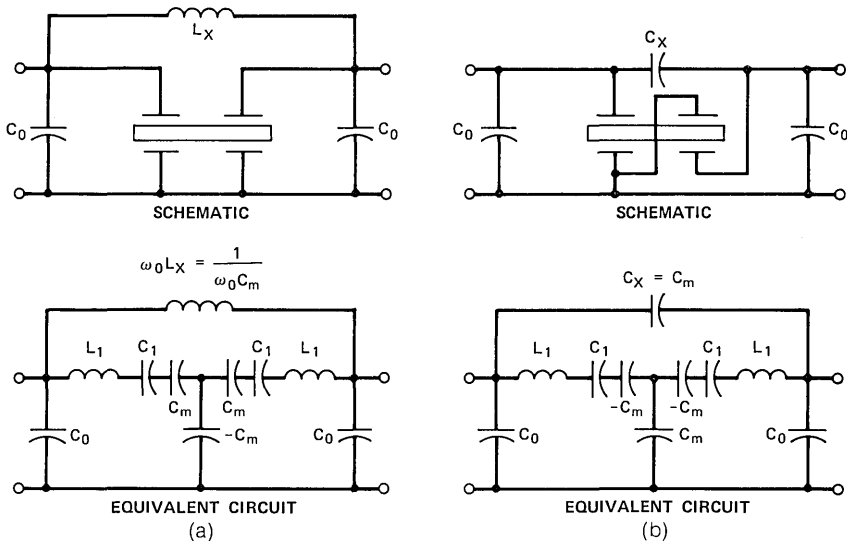 L_X
C_0
C_0
SCHEMATIC
ω_0L_X = 1/ω_0C_m
L_1 C_1 C_1 L_1
C_m C_m
C_0 -C_m C_0
EQUIVALENT CIRCUIT
(a)
C_X
C_0
C_0
SCHEMATIC
C_X = C_m
L_1 C_1 C_1 L_1
-C_m -C_m
C_0 C_m C_0
EQUIVALENT CIRCUIT
(b)